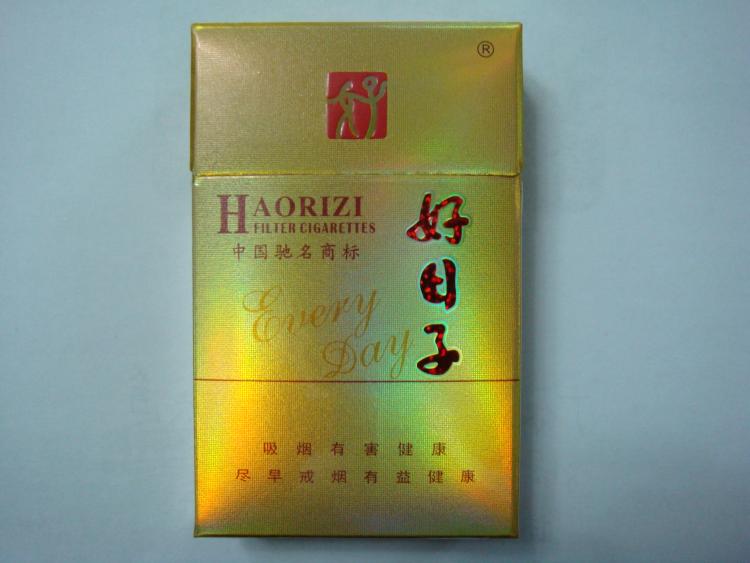 ®
HAORIZI
FILTER CIGARETTES
中国驰名商标
好日子
Every
Day
吸烟有害健康
尽早戒烟有益健康